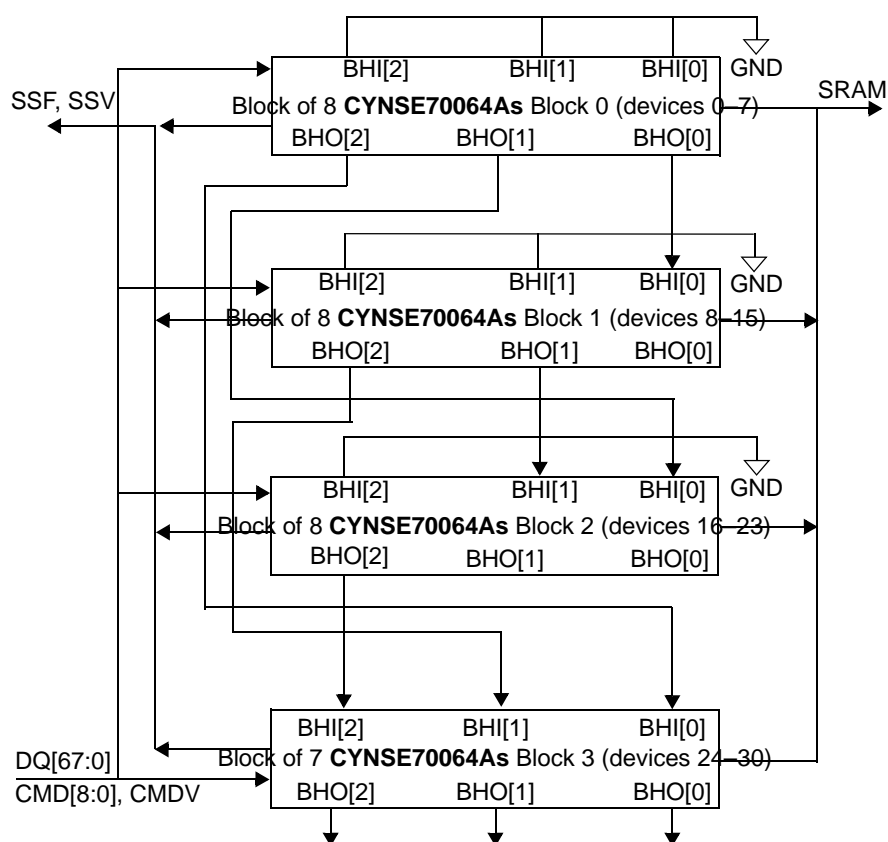 BHI[2] BHI[1] BHI[0] GND
SSF, SSV
SRAM
Block of 8 CYNSE70064As Block 0 (devices 0–7)
BHO[2] BHO[1] BHO[0]
BHI[2] BHI[1] BHI[0] GND
Block of 8 CYNSE70064As Block 1 (devices 8–15)
BHO[2] BHO[1] BHO[0]
BHI[2] BHI[1] BHI[0] GND
Block of 8 CYNSE70064As Block 2 (devices 16–23)
BHO[2] BHO[1] BHO[0]
BHI[2] BHI[1] BHI[0]
DQ[67:0]
Block of 7 CYNSE70064As Block 3 (devices 24–30)
CMD[8:0], CMDV
BHO[2] BHO[1] BHO[0]